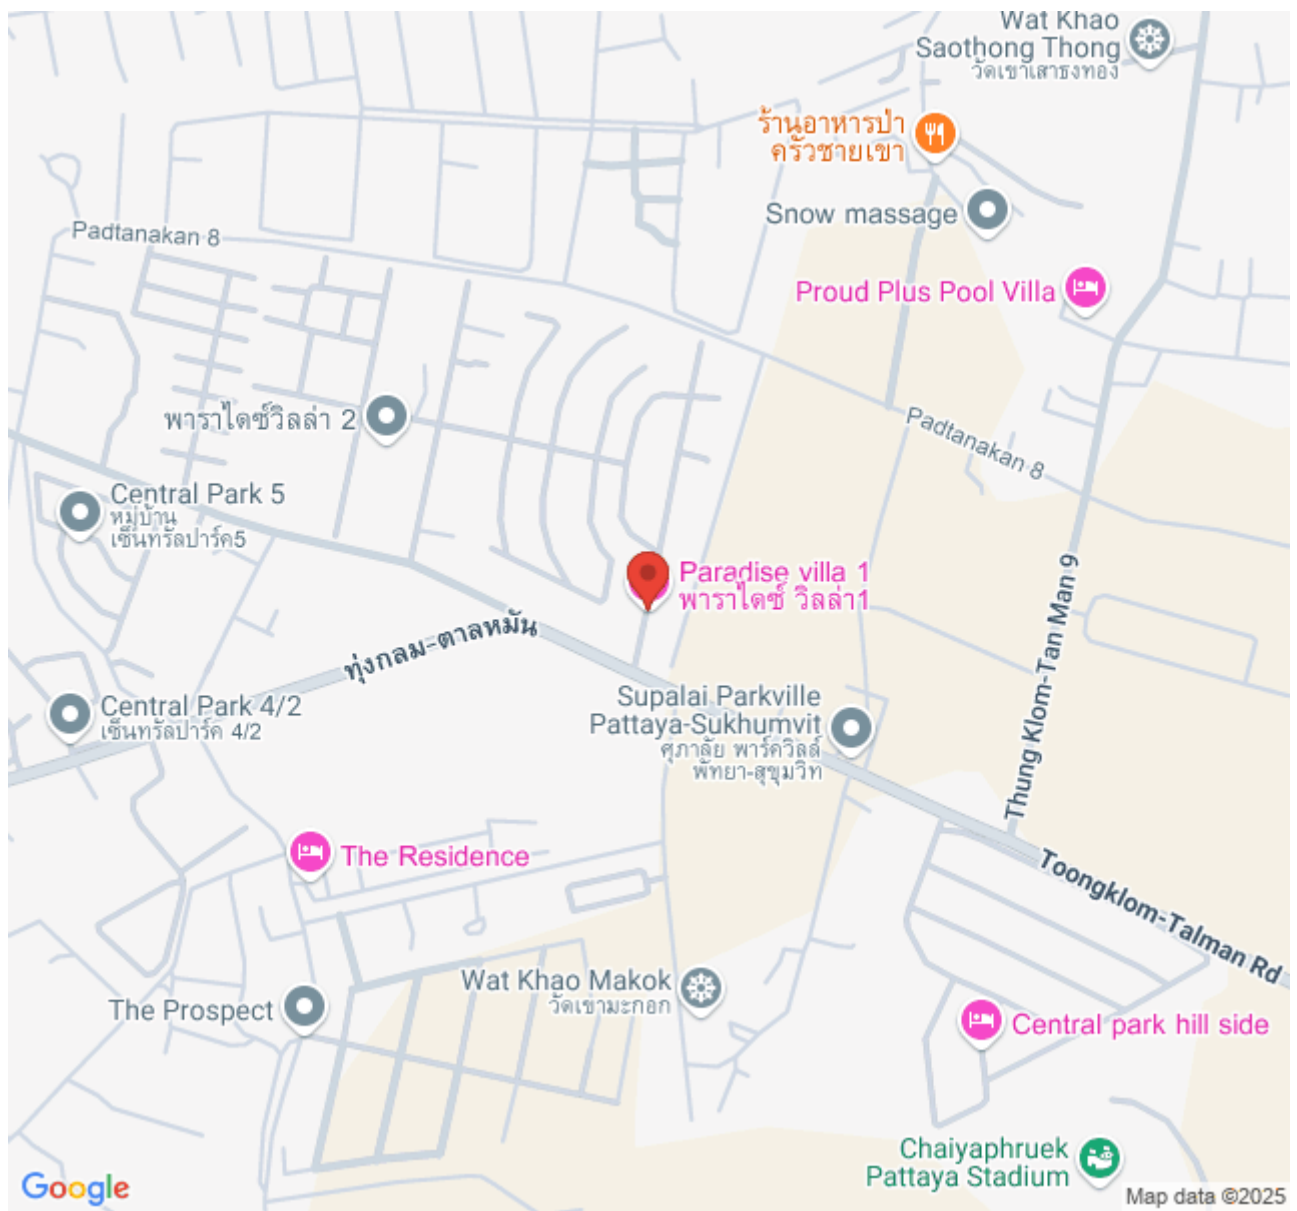 Wat Khao
Saothong Thong
วัดเขาเสาธงทอง
ร้านอาหารป่า
ครัวชายเขา
Snow massage
Padtanakan 8
Proud Plus Pool Villa
พาราไดซ์วิลล่า 2
Padtanakan 8
Central Park 5
หมู่บ้าน
เซ็นทรัลปาร์ค5
Paradise villa 1
พาราไดซ์ วิลล่า1
Thung Klom-Tan Man 9
ทุ่งกลม-ตาลหมัน
Central Park 4/2
เซ็นทรัลปาร์ค 4/2
Supalai Parkville
Pattaya-Sukhumvit
ศุภาลัย พาร์ควิลล์
พัทยา-สุขุมวิท
The Residence
Toongklom-Talman Rd
Wat Khao Makok
วัดเขามะกอก
The Prospect
Central park hill side
Chaiyaphruek
Pattaya Stadium
Google
Map data ©2025